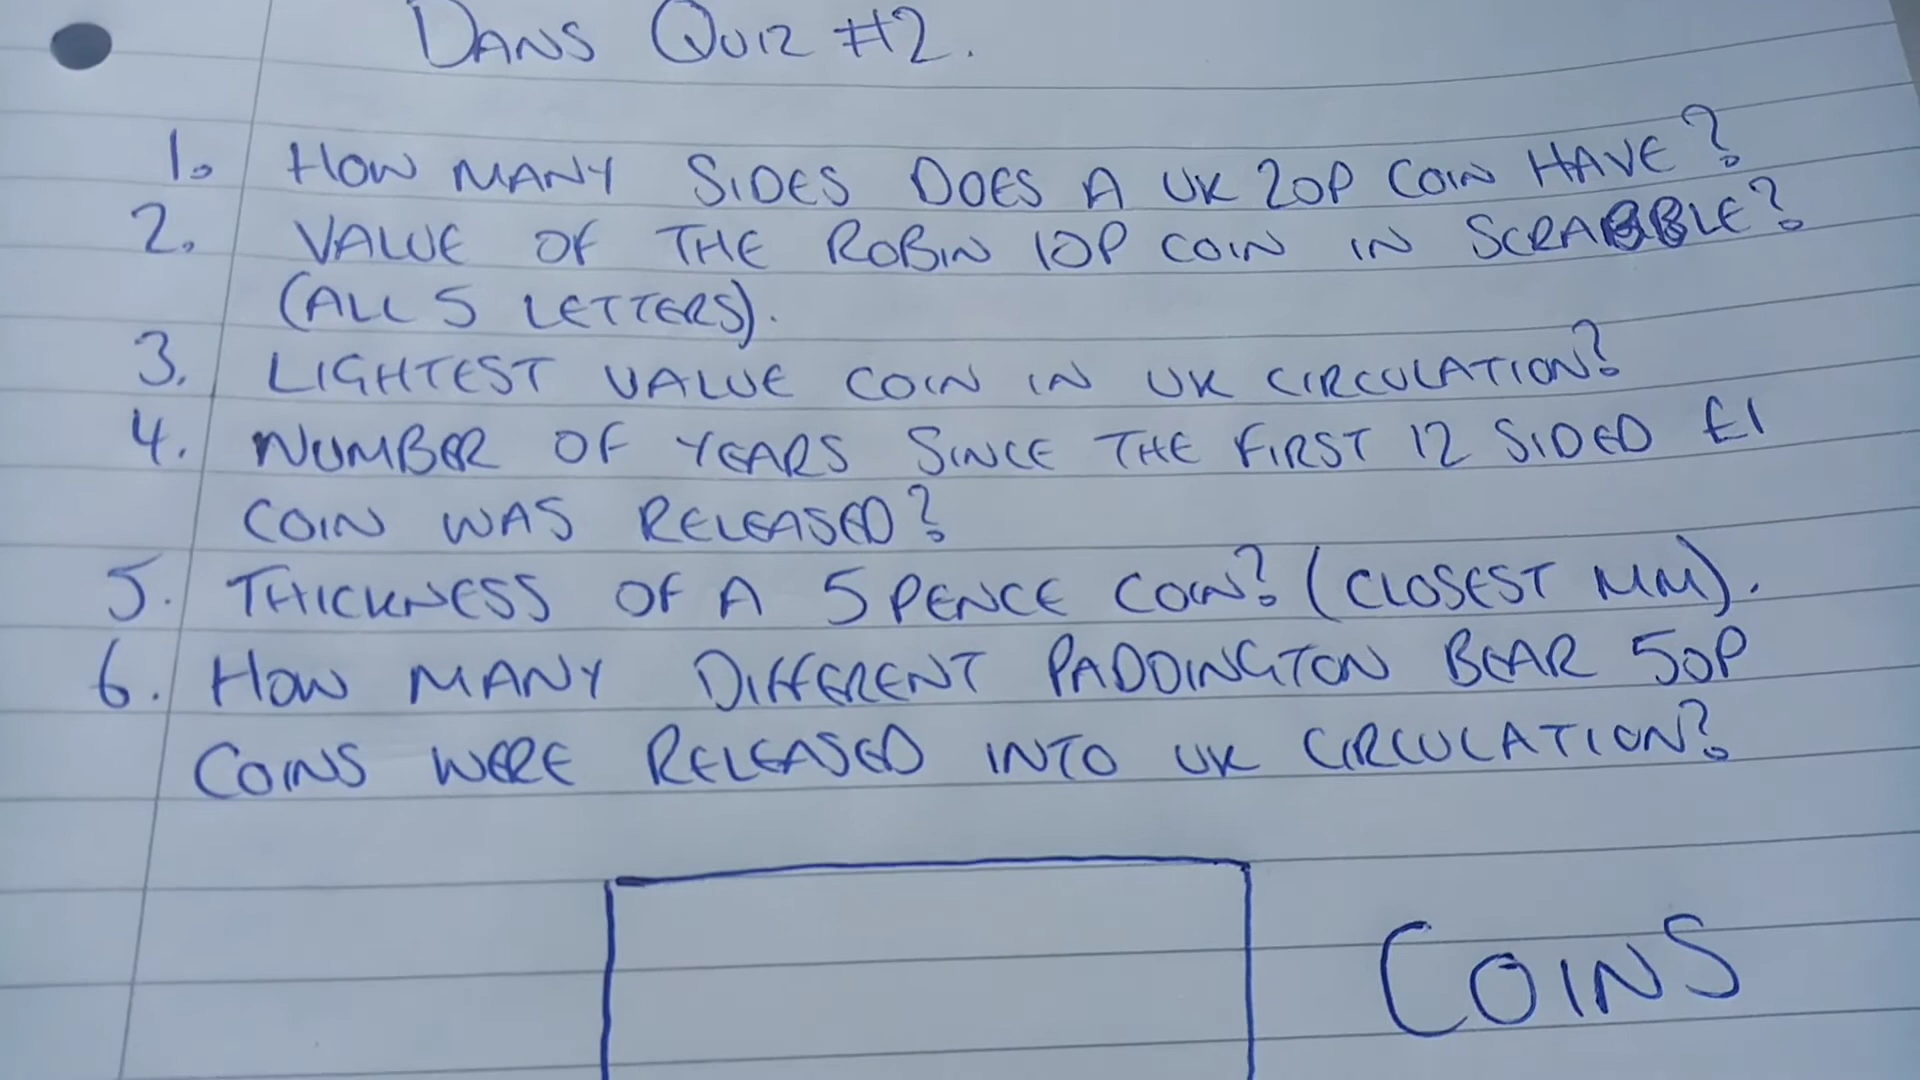 DANS QUIZ #2.
1. HOW MANY SIDES DOES A UK 20P COIN HAVE?
2. VALUE OF THE ROBIN 10P COIN IN SCRABBLE?
(ALL 5 LETTERS).
3. LIGHTEST VALUE COIN IN UK CIRCULATION?
4. NUMBER OF YEARS SINCE THE FIRST 12 SIDED £1
COIN WAS RELEASED?
5. THICKNESS OF A 5 PENCE COIN? (CLOSEST MM).
6. HOW MANY DIFFERENT PADDINGTON BEAR 50P
COINS WERE RELEASED INTO UK CIRCULATION?
COINS